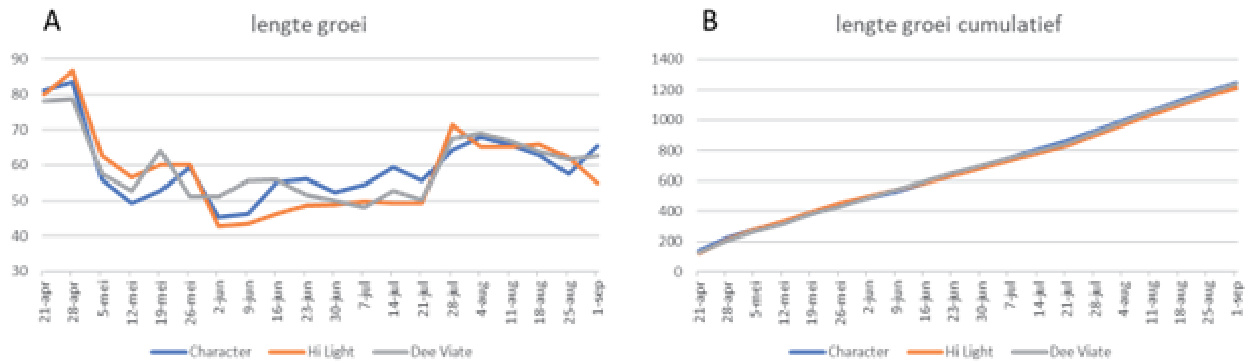 A
lengte groei
90
80
70
60
50
40
30
21-apr
28-apr
5-mei
12-mei
19-mei
26-mei
2-jun
9-jun
16-jun
23-jun
30-jun
7-jul
14-jul
21-jul
28-jul
4-aug
11-aug
18-aug
25-aug
1-sep
Character Hi Light Dee Viate
B
lengte groei cumulatief
1400
1200
1000
800
600
400
200
0
21-apr
28-apr
5-mei
12-mei
19-mei
26-mei
2-jun
9-jun
16-jun
23-jun
30-jun
7-jul
14-jul
21-jul
28-jul
4-aug
11-aug
18-aug
25-aug
1-sep
Character Hi Light Dee Viate